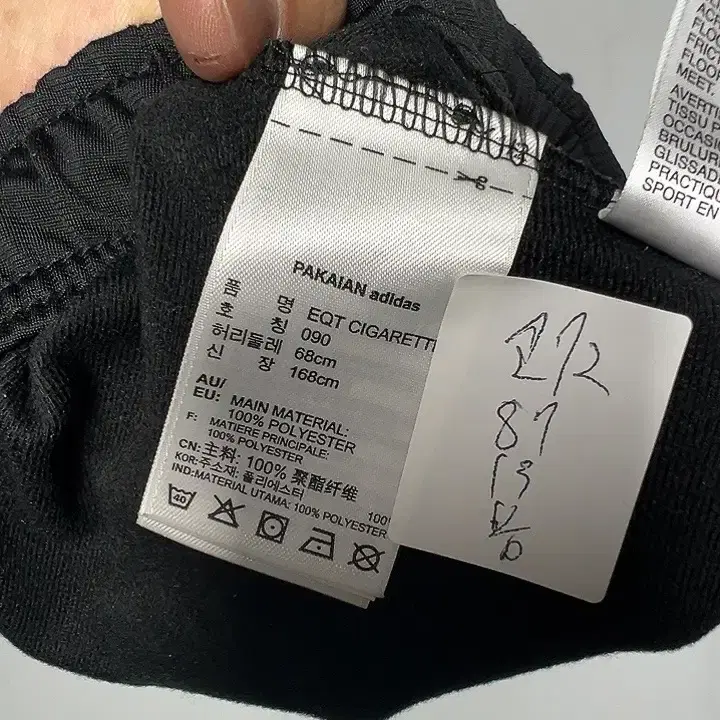 PAKAIAN adidas
품 명 EQT CIGARETTE
호 칭 090
허리둘레 68cm
신 장 168cm
AU/
EU: MAIN MATERIAL:
100% POLYESTER
F: MATIERE PRINCIPALE:
100% POLYESTER
CN: 主料: 100% 聚酯纤维
KOR:주소재: 폴리에스터 100
IND:MATERIAL UTAMA: 100% POLYESTER
40
87
13
FRIC
FLOO
MEET.
AVERT
TISSU
OCCASI
BRULUR
GLISSAD
PRACTIQU
SPORT EN